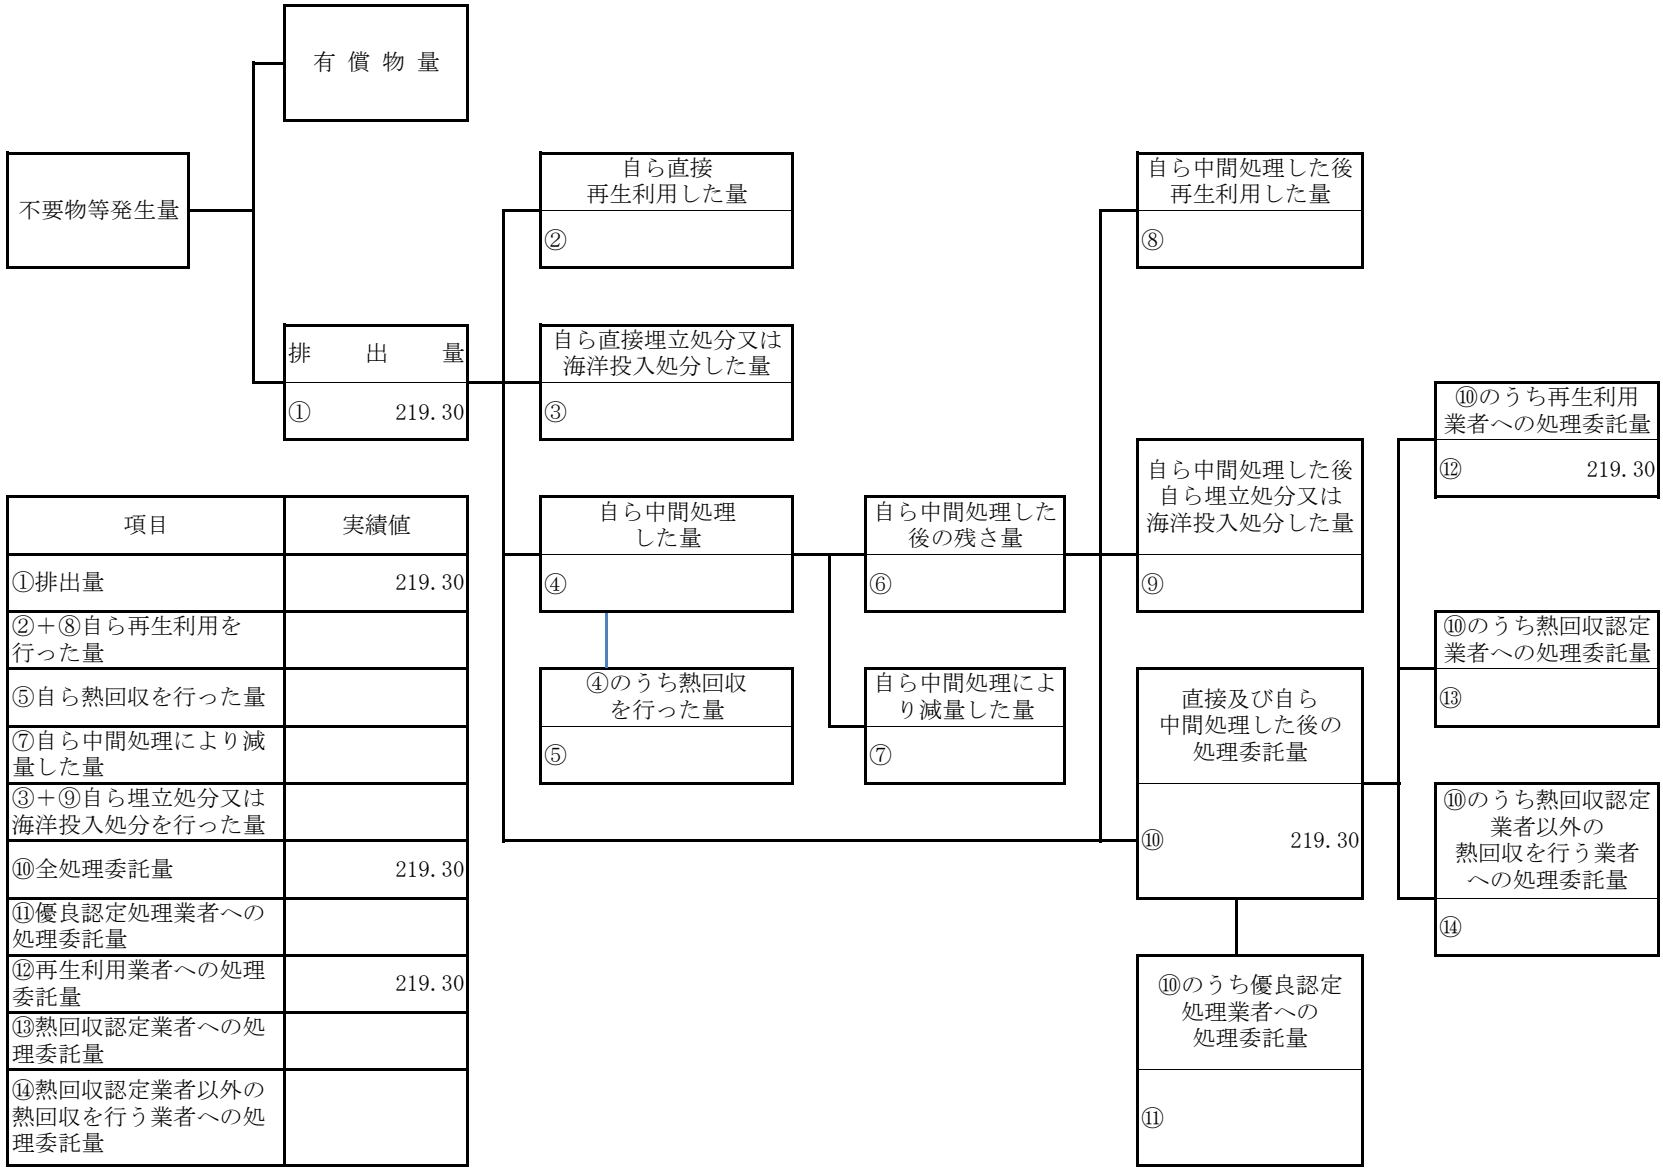 有償物量
不要物等発生量
自ら直接
再生利用した量
②
自ら中間処理した後
再生利用した量
⑧
排出量
① 219.30
自ら直接埋立処分又は
海洋投入処分した量
③
⑩のうち再生利用
業者への処理委託量
⑫ 219.30
自ら中間処理
した量
④
自ら中間処理した
後の残さ量
⑥
自ら中間処理した後
自ら埋立処分又は
海洋投入処分した量
⑨
⑩のうち熱回収認定
業者への処理委託量
⑬
④のうち熱回収
を行った量
⑤
自ら中間処理によ
り減量した量
⑦
直接及び自ら
中間処理した後の
処理委託量
⑩ 219.30
⑩のうち熱回収認定
業者以外の
熱回収を行う業者
への処理委託量
⑭
⑩のうち優良認定
処理業者への
処理委託量
⑪
項目 実績値
①排出量 219.30
②＋⑧自ら再生利用を
行った量
⑤自ら熱回収を行った量
⑦自ら中間処理により減
量した量
③＋⑨自ら埋立処分又は
海洋投入処分を行った量
⑩全処理委託量 219.30
⑪優良認定処理業者への
処理委託量
⑫再生利用業者への処理
委託量 219.30
⑬熱回収認定業者への処
理委託量
⑭熱回収認定業者以外の
熱回収を行う業者への処
理委託量